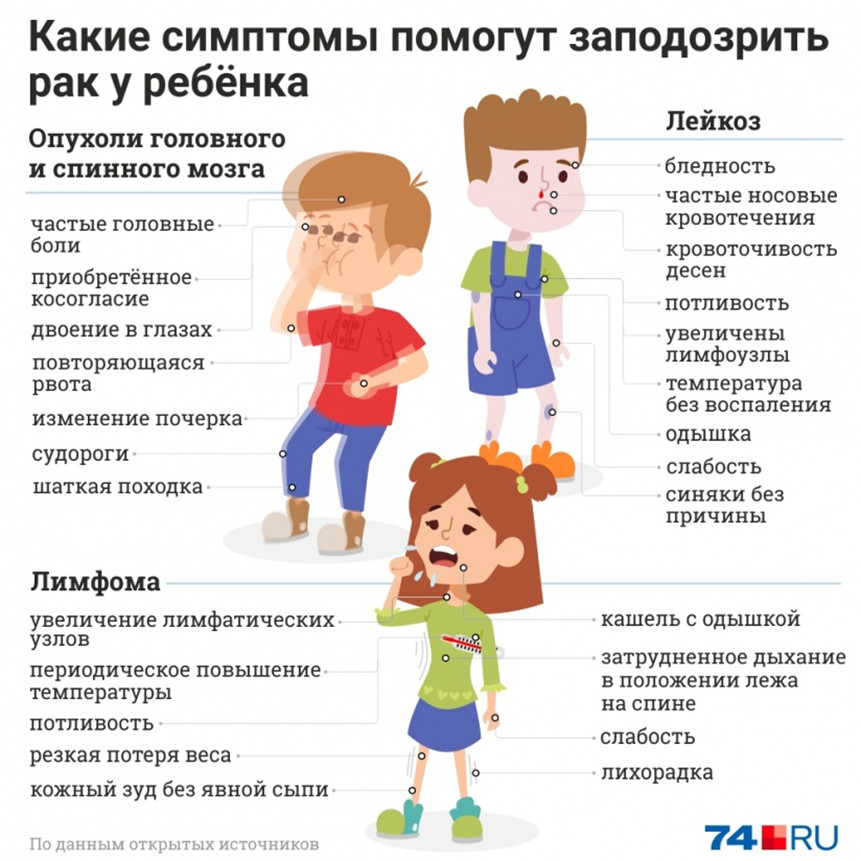 Какие симптомы помогут заподозрить
рак у ребёнка
Опухоли головного
и спинного мозга
частые головные
боли
приобретённое
косогласие
двоение в глазах
повторяющаяся
рвота
изменение почерка
судороги
шаткая походка
Лейкоз
бледность
частые носовые
кровотечения
кровоточивость
десен
потливость
увеличены
лимфоузлы
температура
без воспаления
одышка
слабость
синяки без
причины
Лимфома
увеличение лимфатических
узлов
периодическое повышение
температуры
потливость
резкая потеря веса
кожный зуд без явной сыпи
кашель с одышкой
затрудненное дыхание
в положении лежа
на спине
слабость
лихорадка
По данным открытых источников
74 RU